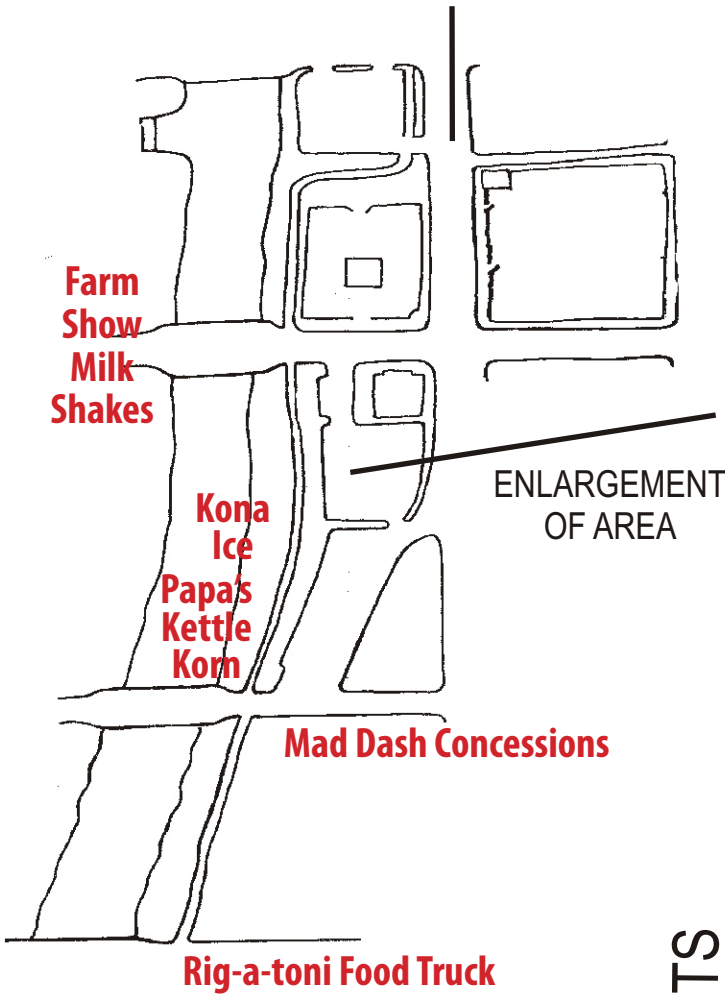 Farm
Show
Milk
Shakes
ENLARGEMENT
OF AREA
Kona
Ice
Papa's
Kettle
Korn
Mad Dash Concessions
Rig-a-toni Food Truck
TS